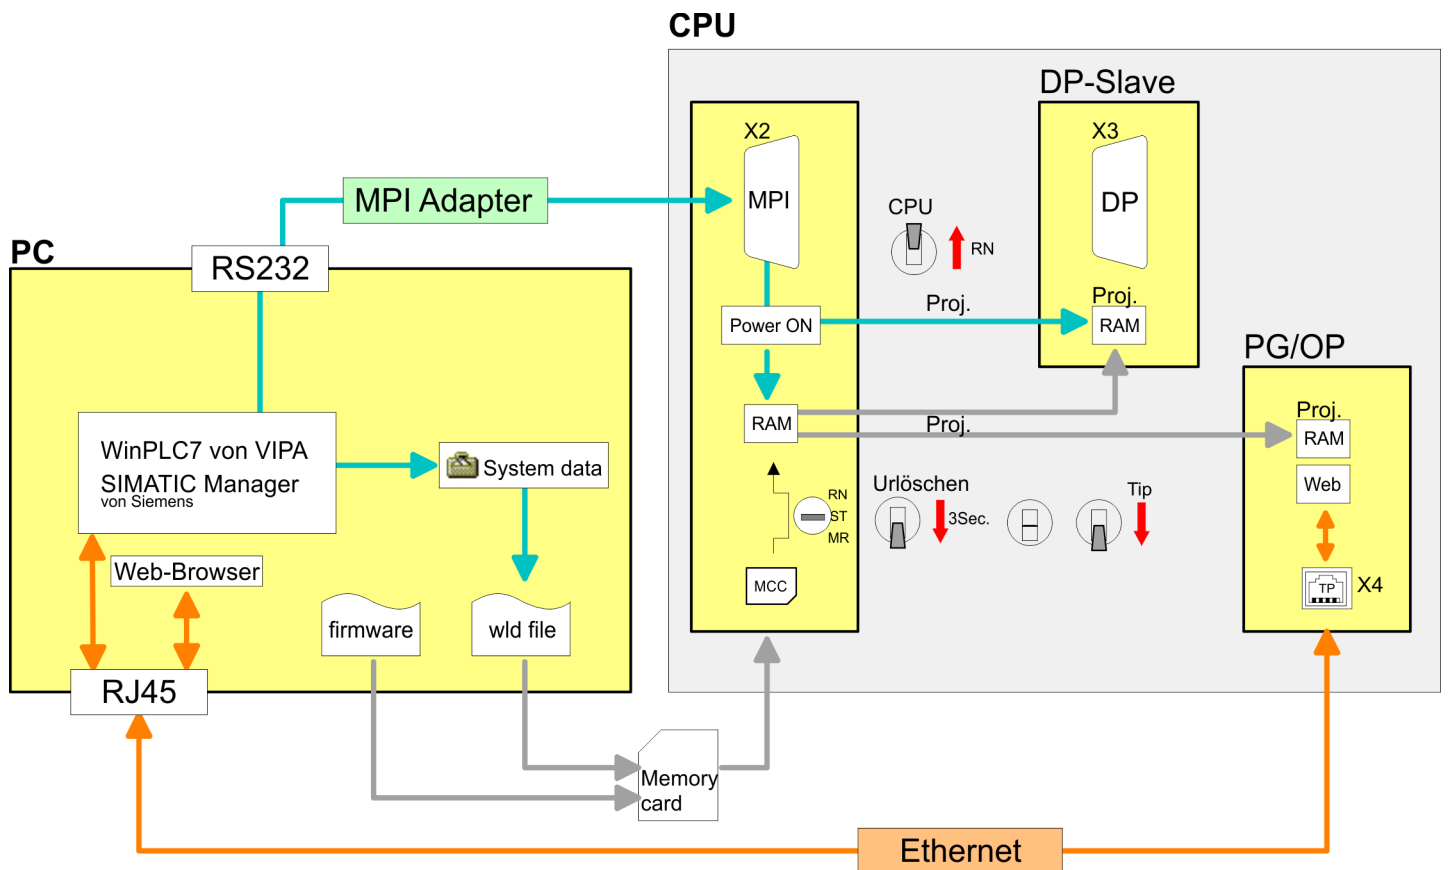 CPU
DP-Slave
X2
X3
MPI Adapter
MPI
CPU
RN
DP
PC
RS232
Proj.
Proj.
Power ON
RAM
PG/OP
RAM
Proj.
Proj.
RAM
WinPLC7 von VIPA
SIMATIC Manager
von Siemens
System data
Web
Urlöschen
3Sec.
Tip
RN
ST
MR
Web-Browser
MCC
TP
X4
firmware
wld file
RJ45
Memory
card
Ethernet